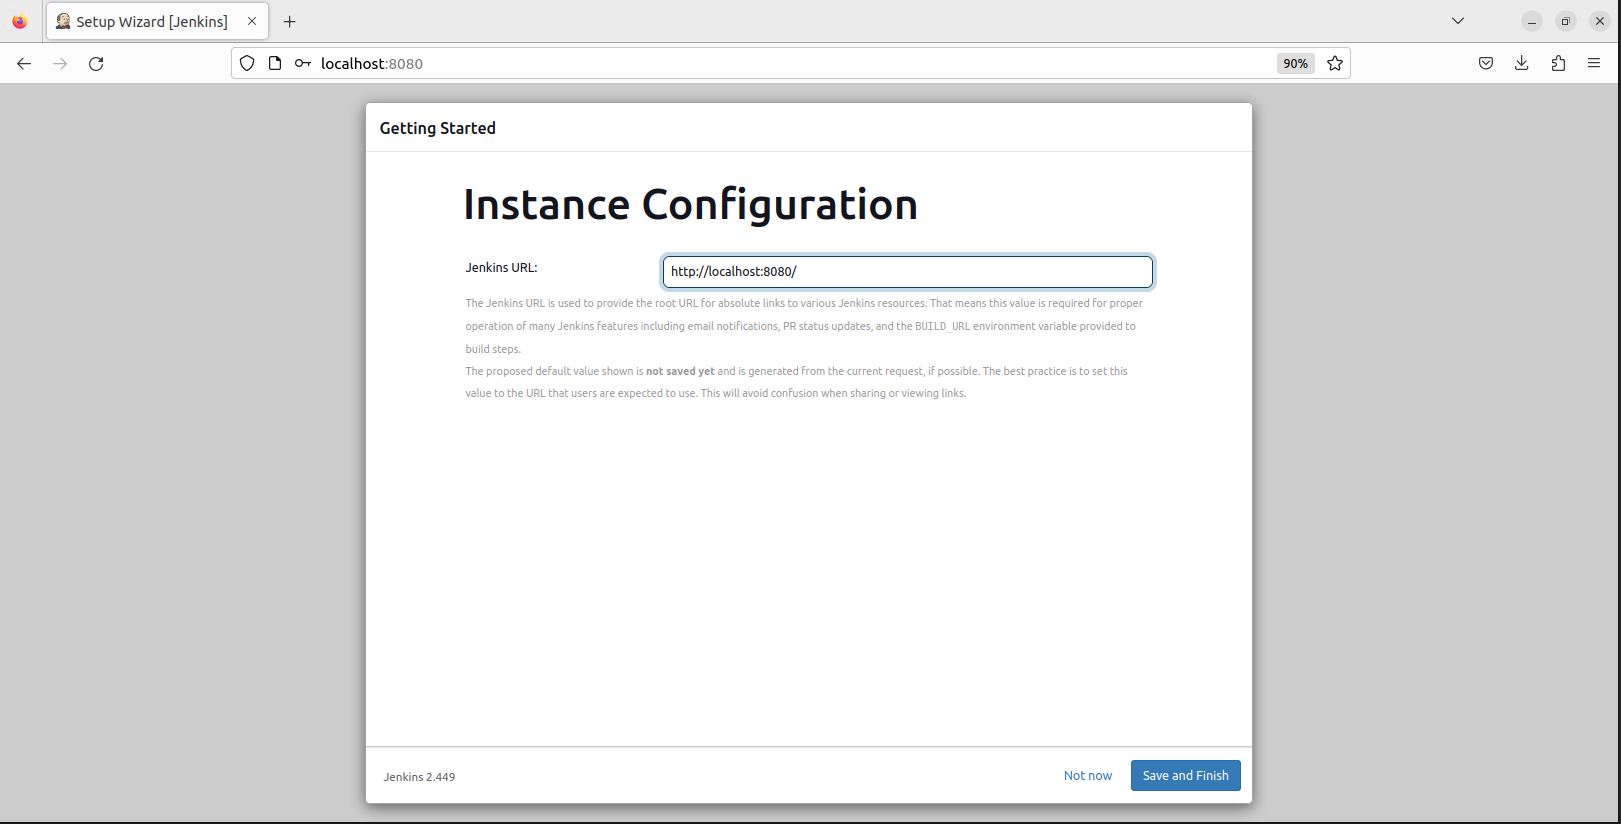 Setup Wizard [Jenkins]
localhost:8080
90%
Getting Started
Instance Configuration
Jenkins URL:
http://localhost:8080/
The Jenkins URL is used to provide the root URL for absolute links to various Jenkins resources. That means this value is required for proper
operation of many Jenkins features including email notifications, PR status updates, and the BUILD_URL environment variable provided to
build steps.
The proposed default value shown is not saved yet and is generated from the current request, if possible. The best practice is to set this
value to the URL that users are expected to use. This will avoid confusion when sharing or viewing links.
Jenkins 2.449
Not now
Save and Finish